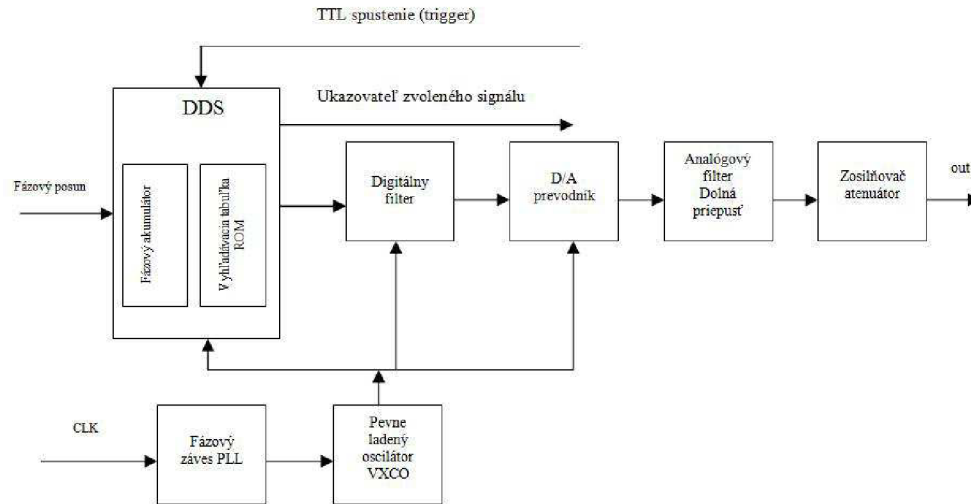 TTL spustenie (trigger)
Ukazovateľ zvoleného signálu
DDS
Fázový posun
Fázový akumulátor
Vyhľadávacia tabuľka
ROM
Digitálny
filter
D/A
prevodník
Analógový
filter
Dolná
priepusť
Zosilňovač
atenuátor
out
CLK
Fázový
záves PLL
Pevne
ladený
oscilátor
VXCO